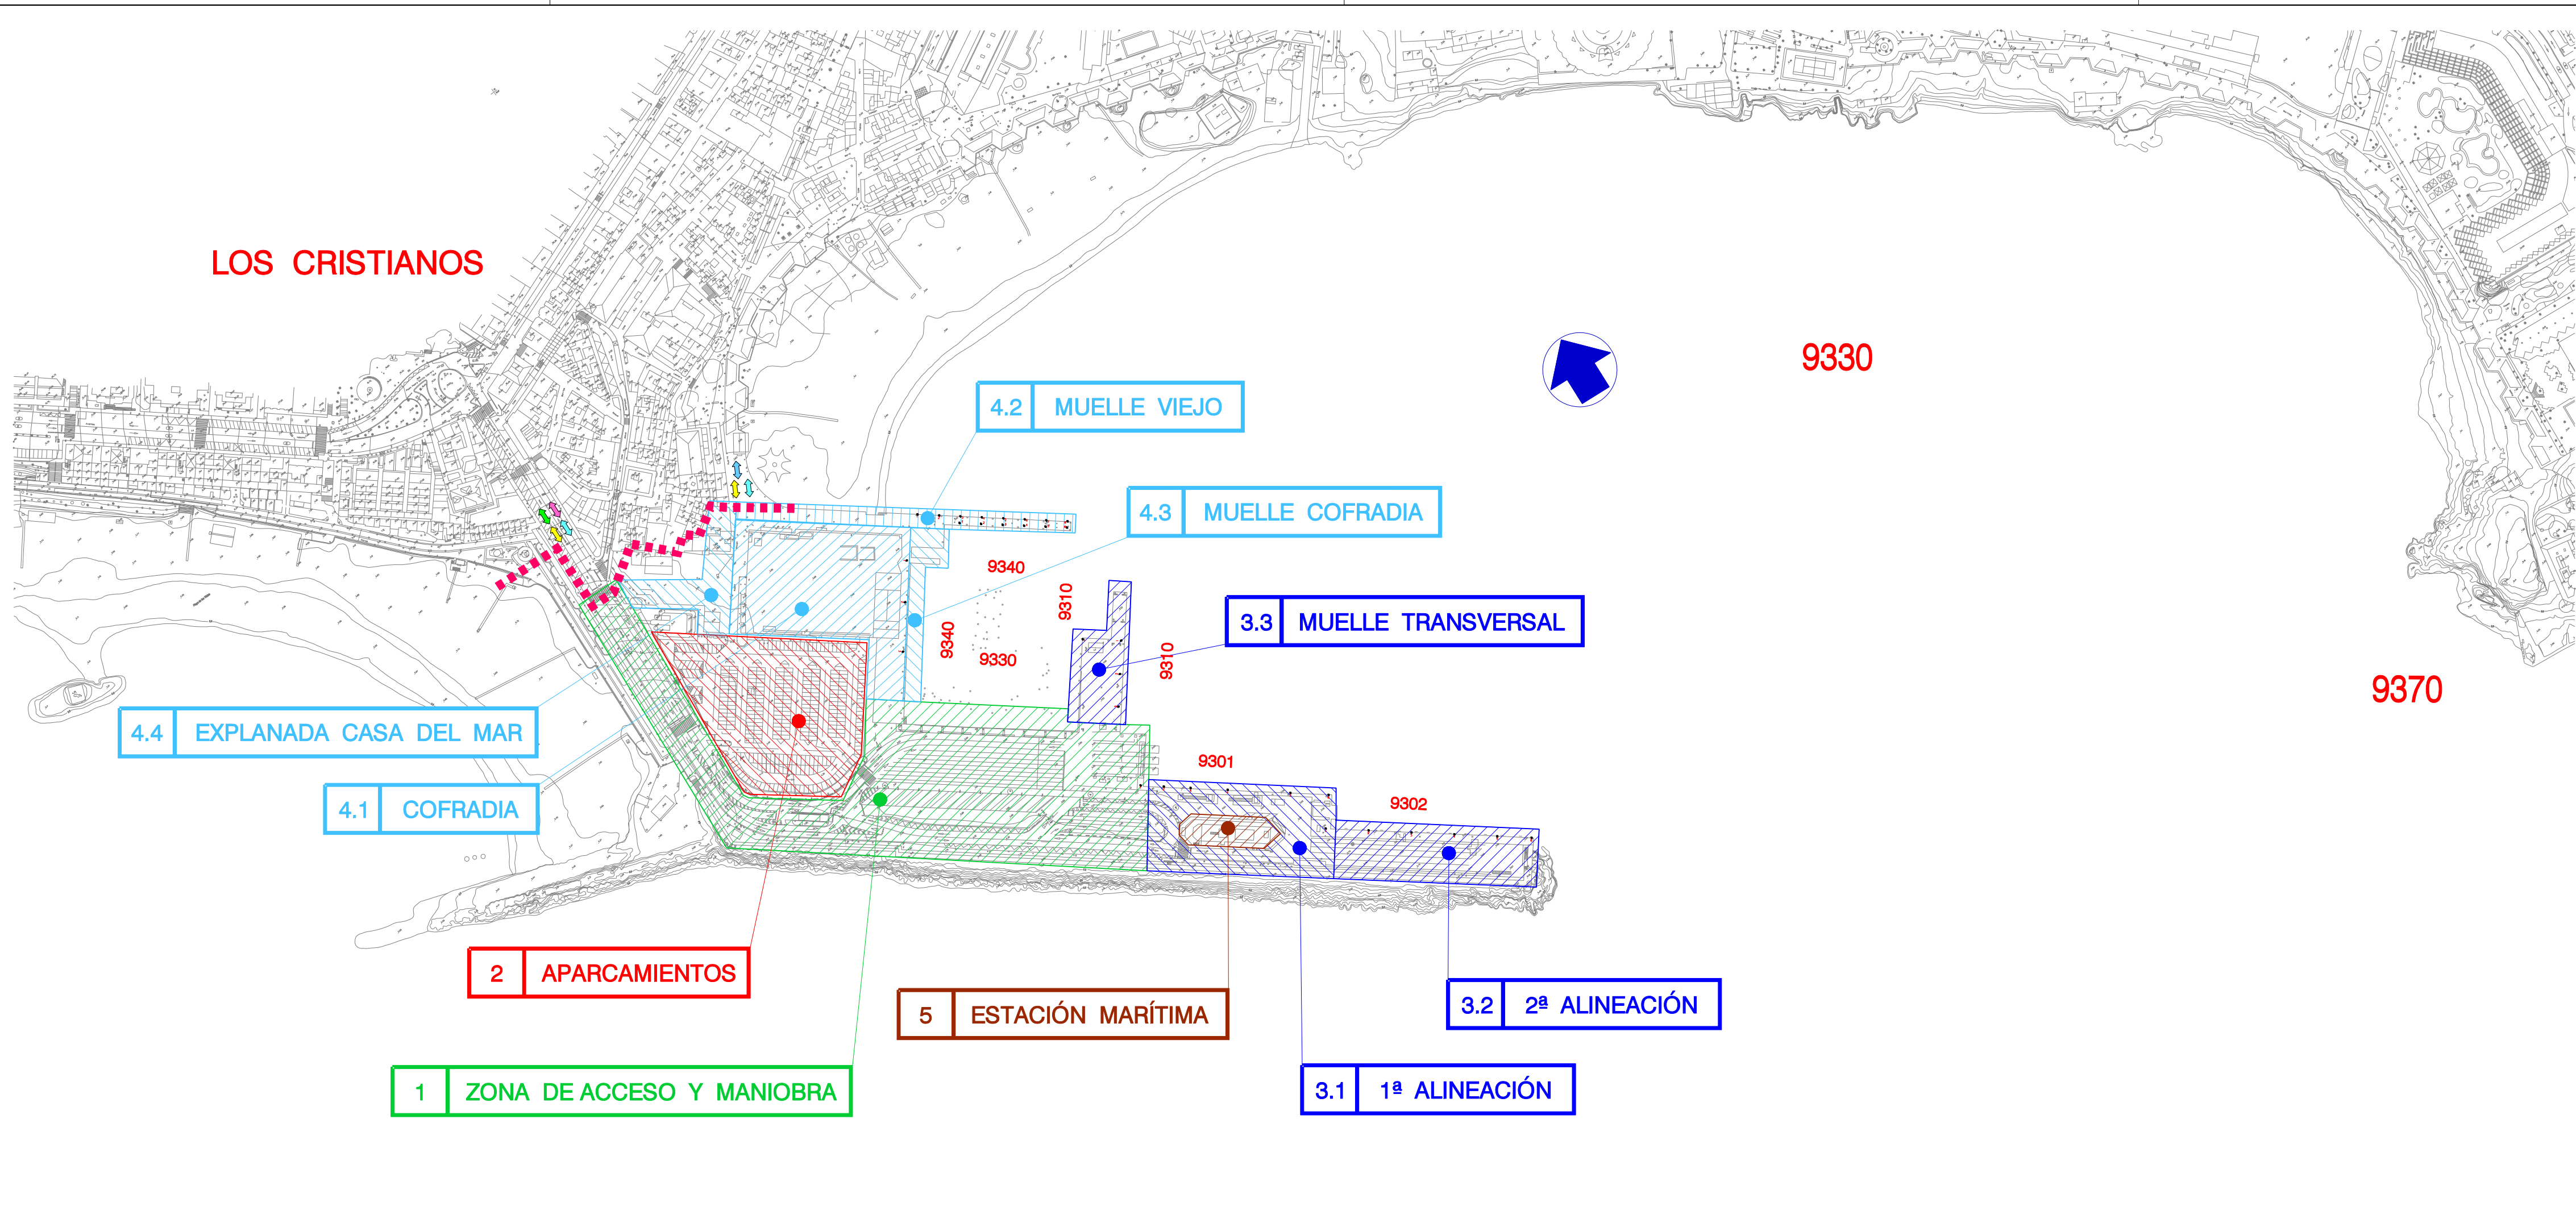 LOS CRISTIANOS
9330
4.2 MUELLE VIEJO
4.3 MUELLE COFRADIA
9340
9310
3.3 MUELLE TRANSVERSAL
9340
9330
9310
9370
4.4 EXPLANADA CASA DEL MAR
9301
4.1 COFRADIA
9302
2 APARCAMIENTOS
5 ESTACIÓN MARÍTIMA
3.2 2ª ALINEACIÓN
1 ZONA DE ACCESO Y MANIOBRA
3.1 1ª ALINEACIÓN